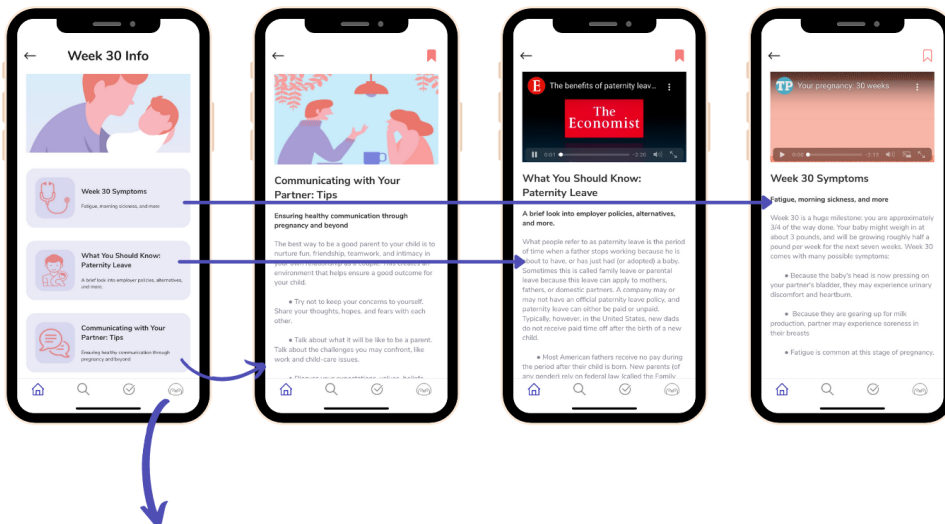 Week 30 Info
Week 30 Symptoms
Fatigue, morning sickness, and more
What You Should Know:
Paternity Leave
A brief look into employer policies, alternatives,
and more.
Communicating with Your
Partner: Tips
Ensuring healthy communication through
pregnancy and beyond
Communicating with Your
Partner: Tips
Ensuring healthy communication through
pregnancy and beyond
The best way to be a good parent to your child is to
nurture fun, friendship, teamwork, and intimacy in
your own relationship as a couple. This creates an
environment that helps ensure a good outcome for
your child.
● Try not to keep your concerns to yourself.
Share your thoughts, hopes, and fears with each
other.
● Talk about what it will be like to be a parent.
Talk about the challenges you may confront, like
work and child-care issues.
● Discuss your expectations, values, beliefs
E The benefits of paternity leav...
The
Economist
0:01 -2:36
What You Should Know:
Paternity Leave
A brief look into employer policies, alternatives,
and more.
What people refer to as paternity leave is the period
of time when a father stops working because he is
about to have, or has just had (or adopted) a baby.
Sometimes this is called family leave or parental
leave because this leave can apply to mothers,
fathers, or domestic partners. A company may or
may not have an official paternity leave policy, and
paternity leave can either be paid or unpaid.
Typically, however, in the United States, new dads
do not receive paid time off after the birth of a new
child.
● Most American fathers receive no pay during
the period after their child is born. New parents (of
any gender) rely on federal law (called the Family
TP Your pregnancy: 30 weeks
0:00
Week 30 Symptoms
Fatigue, morning sickness, and more
Week 30 is a huge milestone: you are approximately
3/4 of the way done. Your baby might weigh in at
about 3 pounds, and will be growing roughly half a
pound per week for the next seven weeks. Week 30
comes with many possible symptoms:
● Because the baby's head is now pressing on
your partner's bladder, they may experience urinary
discomfort and heartburn.
● Because they are gearing up for milk
production, partner may experience soreness in
their breasts
● Fatigue is common at this stage of pregnancy,